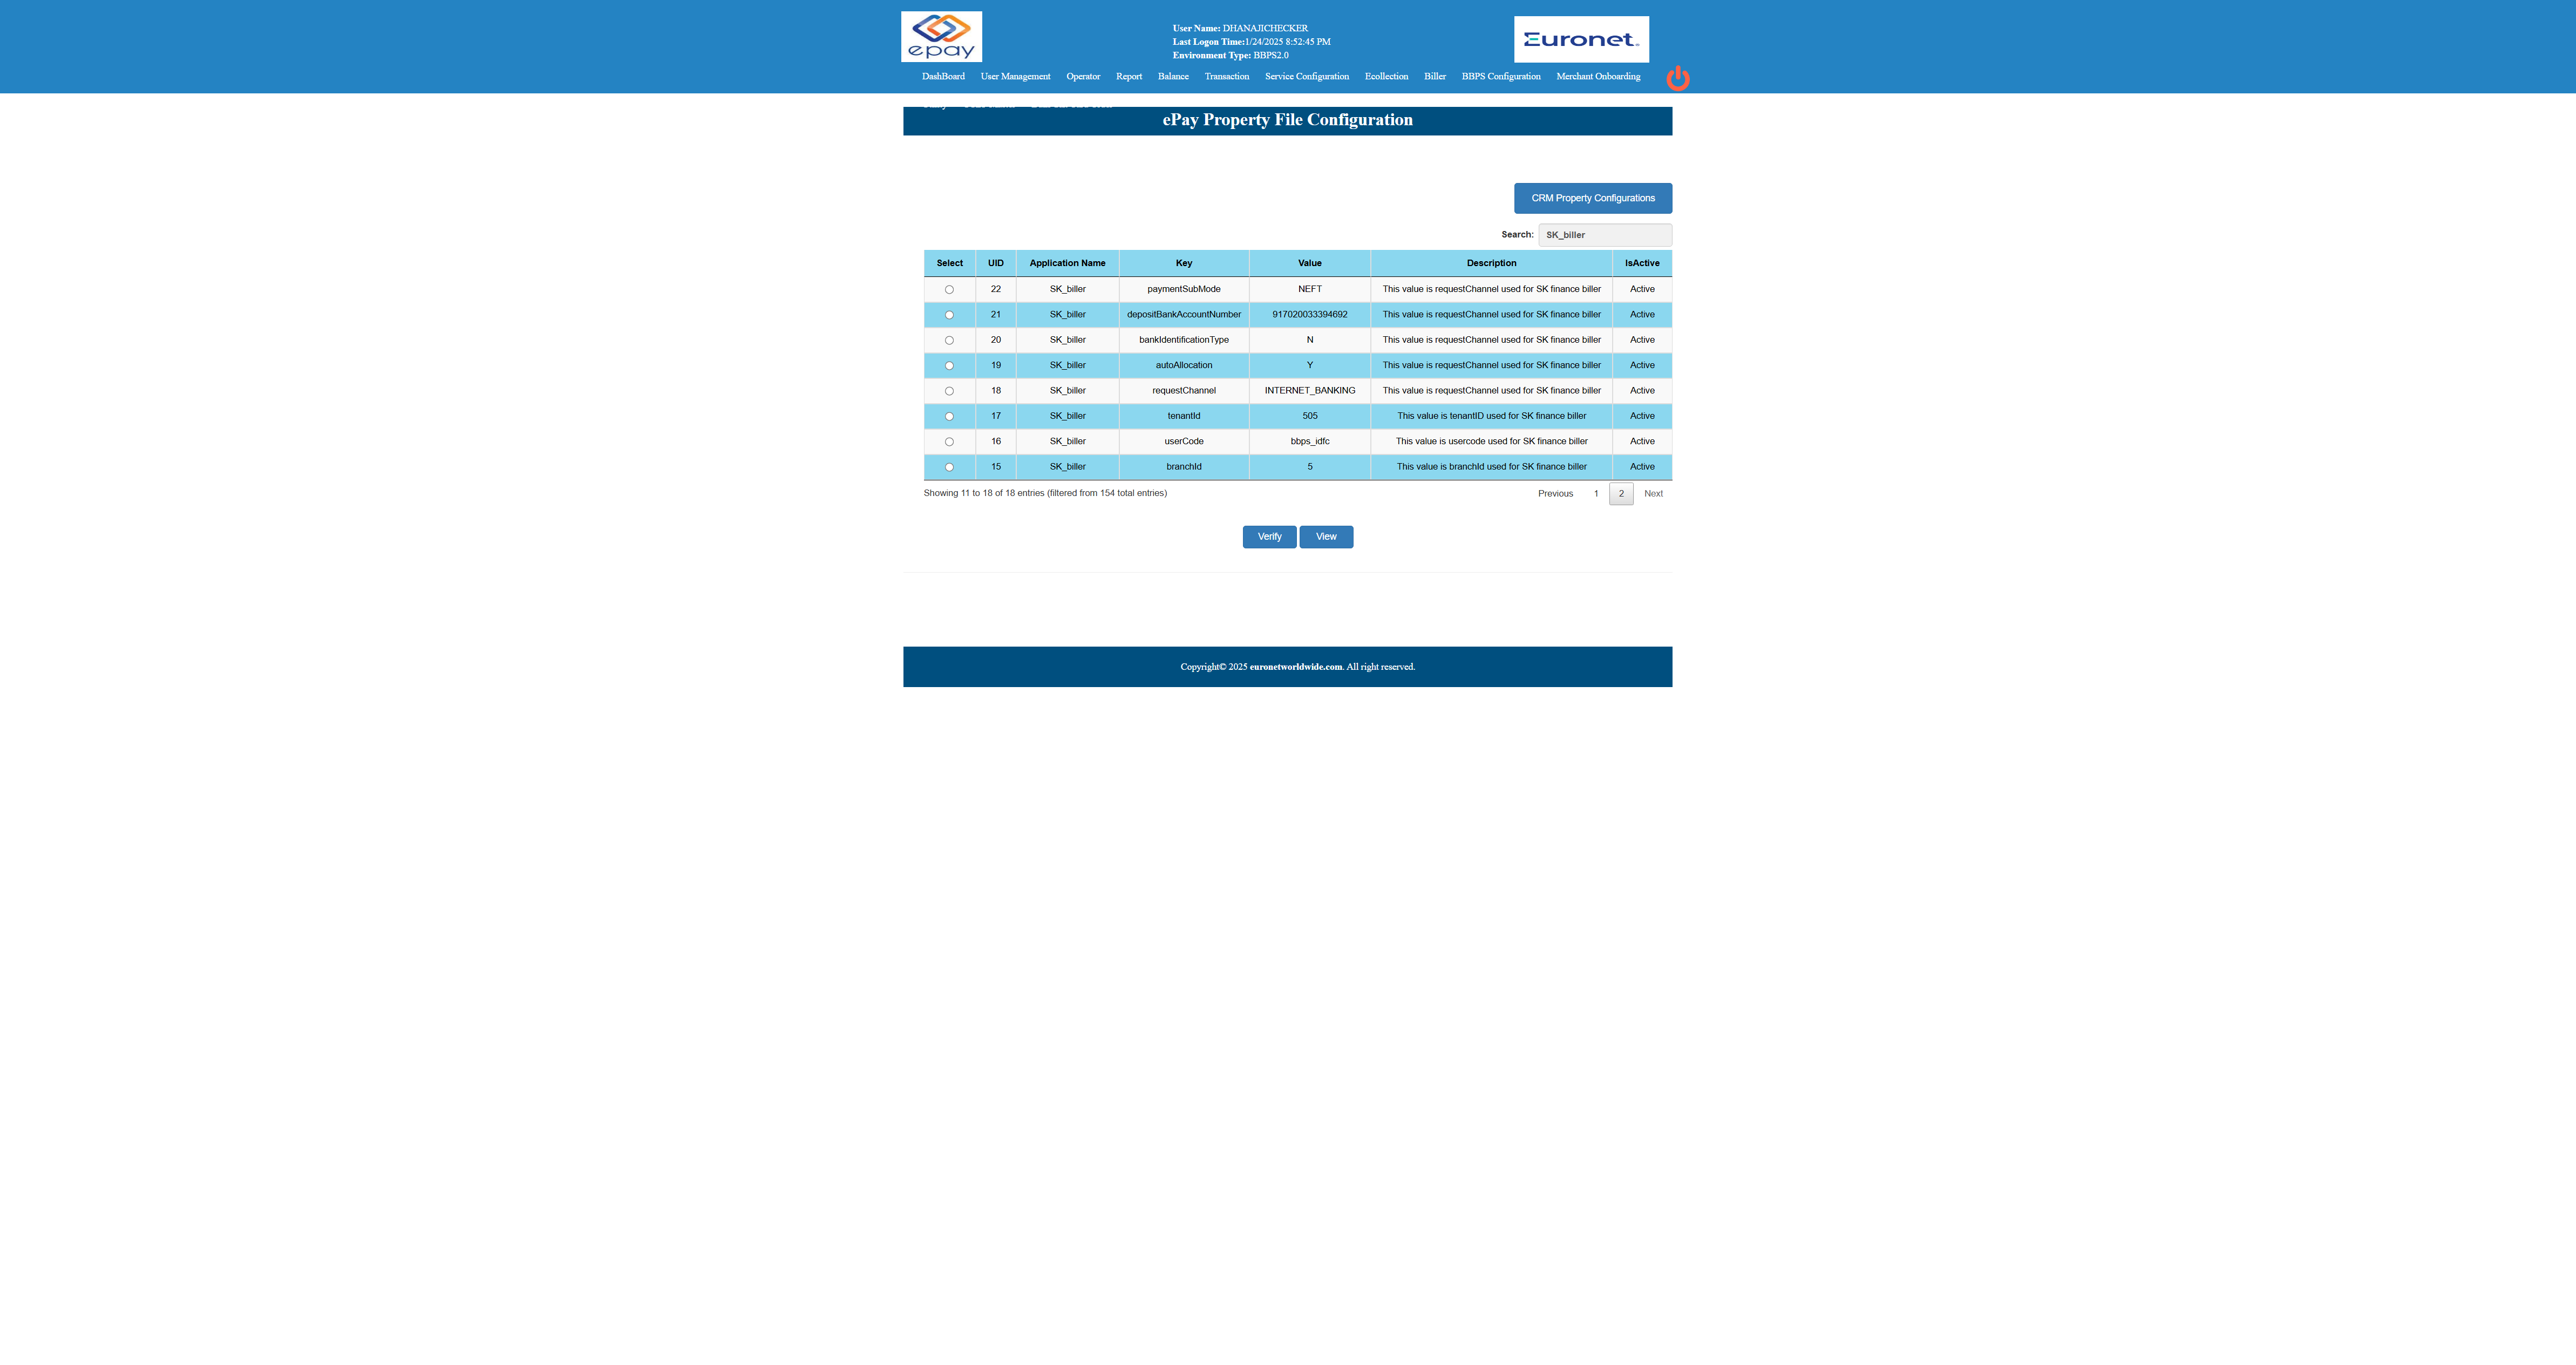 epay
User Name: DHANAJICHECKER
Last Logon Time:1/24/2025 8:52:45 PM
Environment Type: BBPS2.0
Euronet
DashBoard User Management Operator Report Balance Transaction Service Configuration Ecollection Biller BBPS Configuration Merchant Onboarding
ePay Property File Configuration
CRM Property Configurations
Search: SK_biller
Select UID Application Name Key Value Description IsActive
22 SK_biller paymentSubMode NEFT This value is requestChannel used for SK finance biller Active
21 SK_biller depositBankAccountNumber 917020033394692 This value is requestChannel used for SK finance biller Active
20 SK_biller bankIdentificationType N This value is requestChannel used for SK finance biller Active
19 SK_biller autoAllocation Y This value is requestChannel used for SK finance biller Active
18 SK_biller requestChannel INTERNET_BANKING This value is requestChannel used for SK finance biller Active
17 SK_biller tenantId 505 This value is tenantID used for SK finance biller Active
16 SK_biller userCode bbps_idfc This value is usercode used for SK finance biller Active
15 SK_biller branchId 5 This value is branchId used for SK finance biller Active
Showing 11 to 18 of 18 entries (filtered from 154 total entries) Previous 1 2 Next
Verify View
Copyright© 2025 euronetworldwide.com. All right reserved.